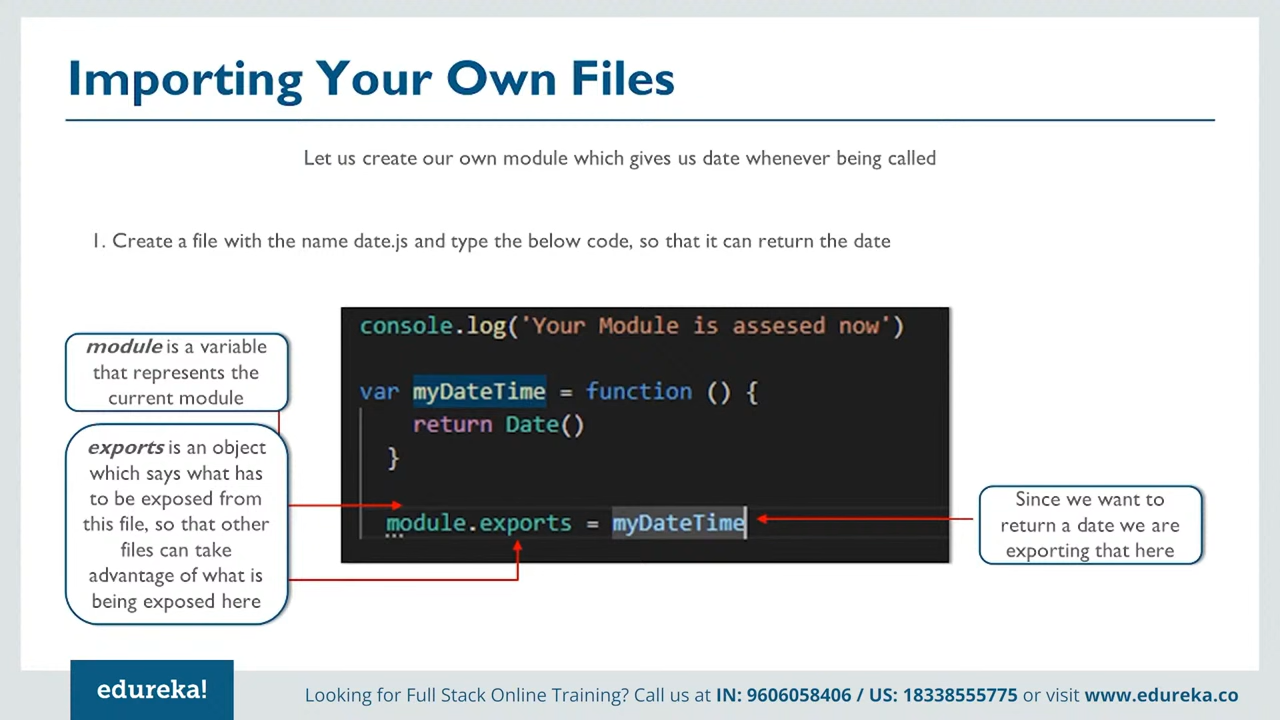 Importing Your Own Files
Let us create our own module which gives us date whenever being called
1. Create a file with the name date.js and type the below code, so that it can return the date
module is a variable
that represents the
current module
exports is an object
which says what has
to be exposed from
this file, so that other
files can take
advantage of what is
being exposed here
console.log('Your Module is assesed now')
var myDateTime = function () {
return Date()
}
module.exports = myDateTime
Since we want to
return a date we are
exporting that here
edureka!
Looking for Full Stack Online Training? Call us at IN: 9606058406 / US: 18338555775 or visit www.edureka.co